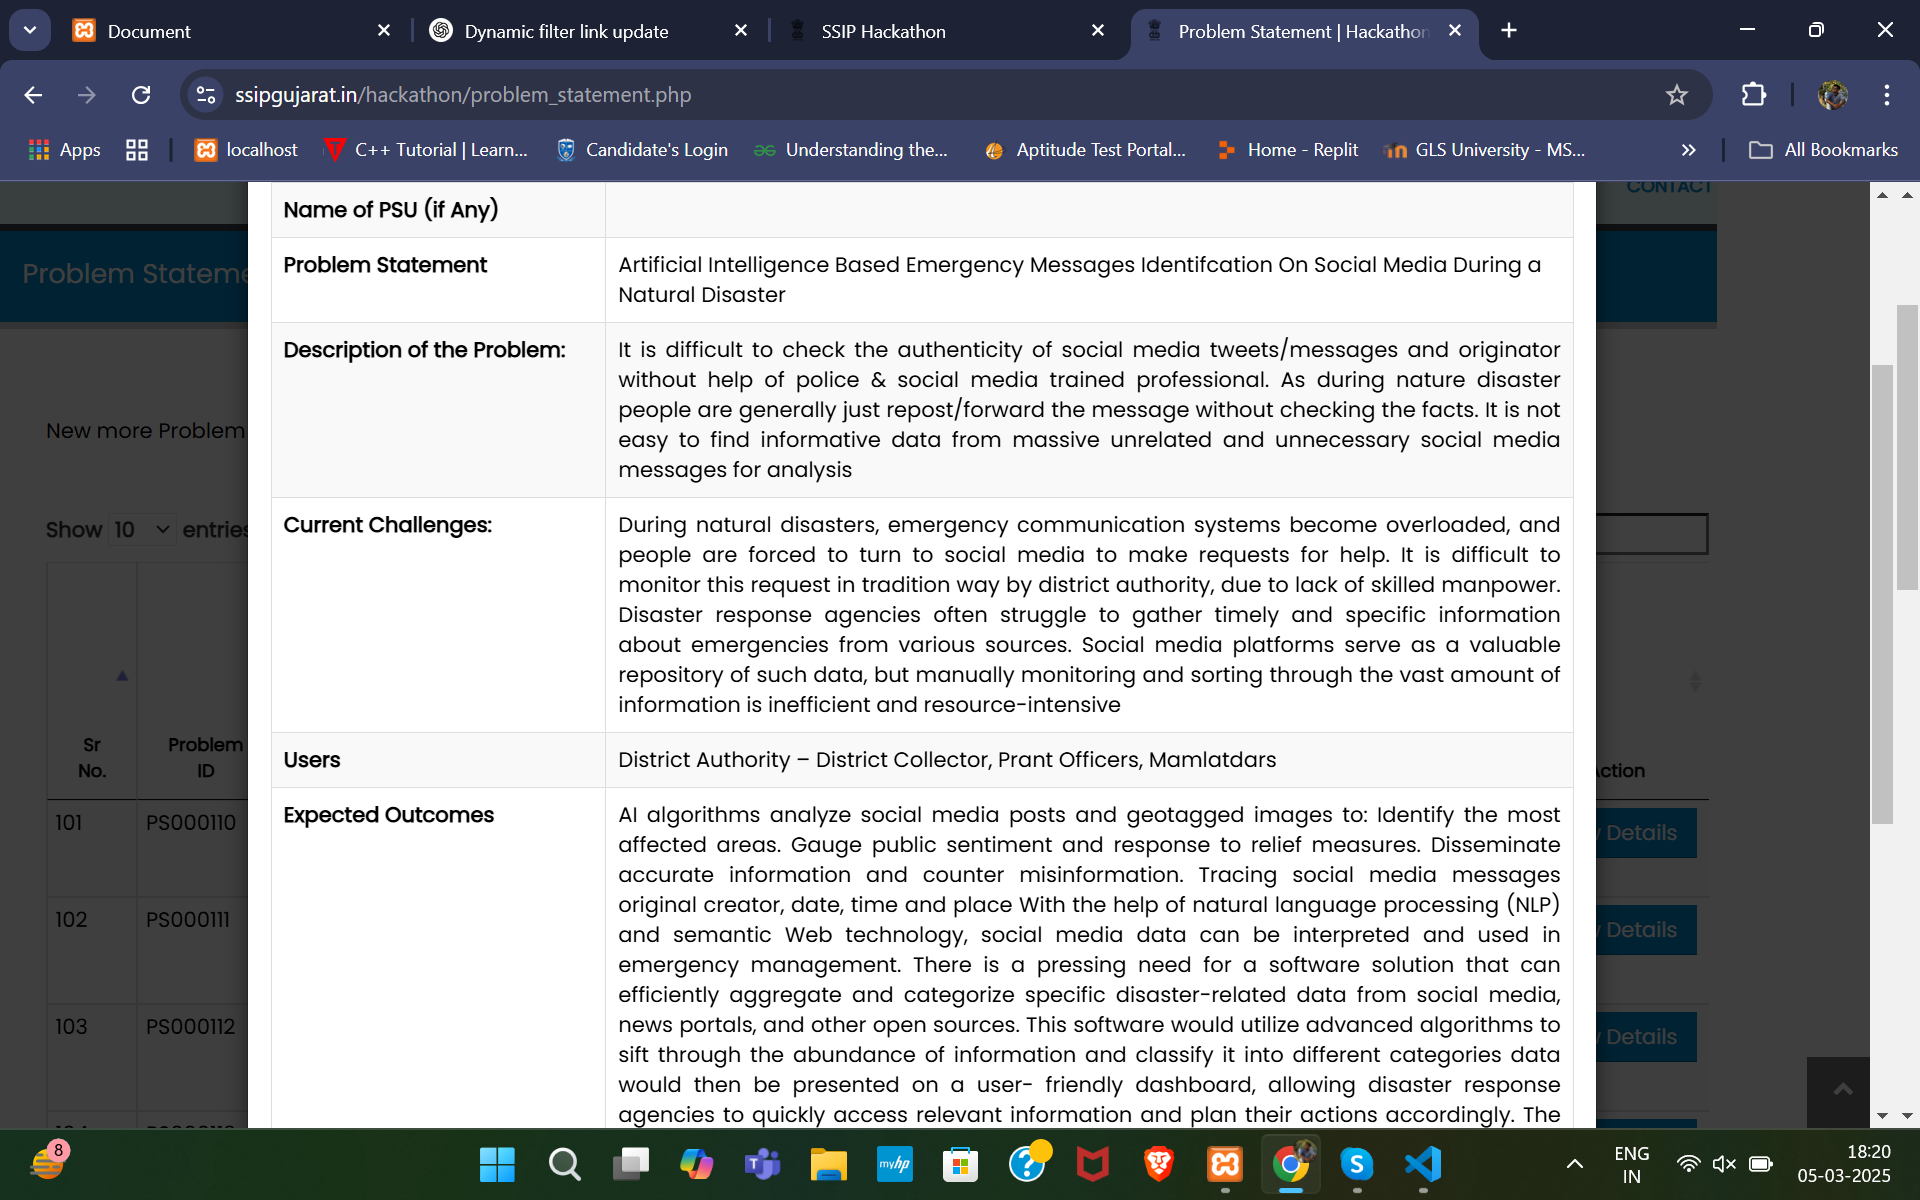 Document
Dynamic filter link update
SSIP Hackathon
Problem Statement | Hackathon
ssipgujarat.in/hackathon/problem_statement.php
Apps
localhost
C++ Tutorial | Learn...
Candidate's Login
Understanding the...
Aptitude Test Portal...
Home - Replit
GLS University - MS...
All Bookmarks
CONTACT
Problem Stateme
New more Problem
Show 10 entries
Sr No.
Problem ID
Action
101 PS000110 Details
102 PS000111 Details
103 PS000112 Details
Name of PSU (if Any)
Problem Statement
Artificial Intelligence Based Emergency Messages Identifcation On Social Media During a
Natural Disaster
Description of the Problem:
It is difficult to check the authenticity of social media tweets/messages and originator
without help of police & social media trained professional. As during nature disaster
people are generally just repost/forward the message without checking the facts. It is not
easy to find informative data from massive unrelated and unnecessary social media
messages for analysis
Current Challenges:
During natural disasters, emergency communication systems become overloaded, and
people are forced to turn to social media to make requests for help. It is difficult to
monitor this request in tradition way by district authority, due to lack of skilled manpower.
Disaster response agencies often struggle to gather timely and specific information
about emergencies from various sources. Social media platforms serve as a valuable
repository of such data, but manually monitoring and sorting through the vast amount of
information is inefficient and resource-intensive
Users
District Authority – District Collector, Prant Officers, Mamlatdars
Expected Outcomes
AI algorithms analyze social media posts and geotagged images to: Identify the most
affected areas. Gauge public sentiment and response to relief measures. Disseminate
accurate information and counter misinformation. Tracing social media messages
original creator, date, time and place With the help of natural language processing (NLP)
and semantic Web technology, social media data can be interpreted and used in
emergency management. There is a pressing need for a software solution that can
efficiently aggregate and categorize specific disaster-related data from social media,
news portals, and other open sources. This software would utilize advanced algorithms to
sift through the abundance of information and classify it into different categories data
would then be presented on a user- friendly dashboard, allowing disaster response
agencies to quickly access relevant information and plan their actions accordingly. The
8
myhp
ENG
IN
18:20
05-03-2025